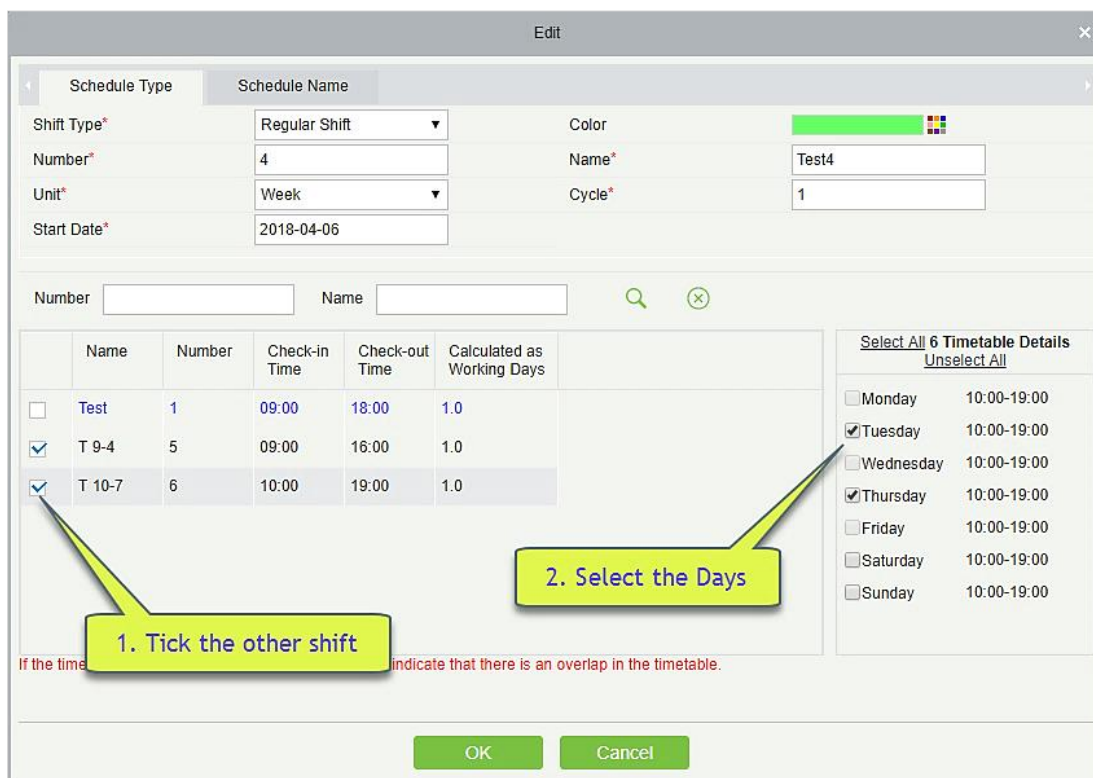 Edit
Schedule Type Schedule Name
Shift Type* Regular Shift Color
Number* 4 Name* Test4
Unit* Week Cycle* 1
Start Date* 2018-04-06
Number Name
Name Number Check-in Time Check-out Time Calculated as Working Days
Test 1 09:00 18:00 1.0
T 9-4 5 09:00 16:00 1.0
T 10-7 6 10:00 19:00 1.0
Select All 6 Timetable Details
Unselect All
Monday 10:00-19:00
Tuesday 10:00-19:00
Wednesday 10:00-19:00
Thursday 10:00-19:00
Friday 10:00-19:00
Saturday 10:00-19:00
Sunday 10:00-19:00
2. Select the Days
1. Tick the other shift
If the time indicate that there is an overlap in the timetable.
OK Cancel